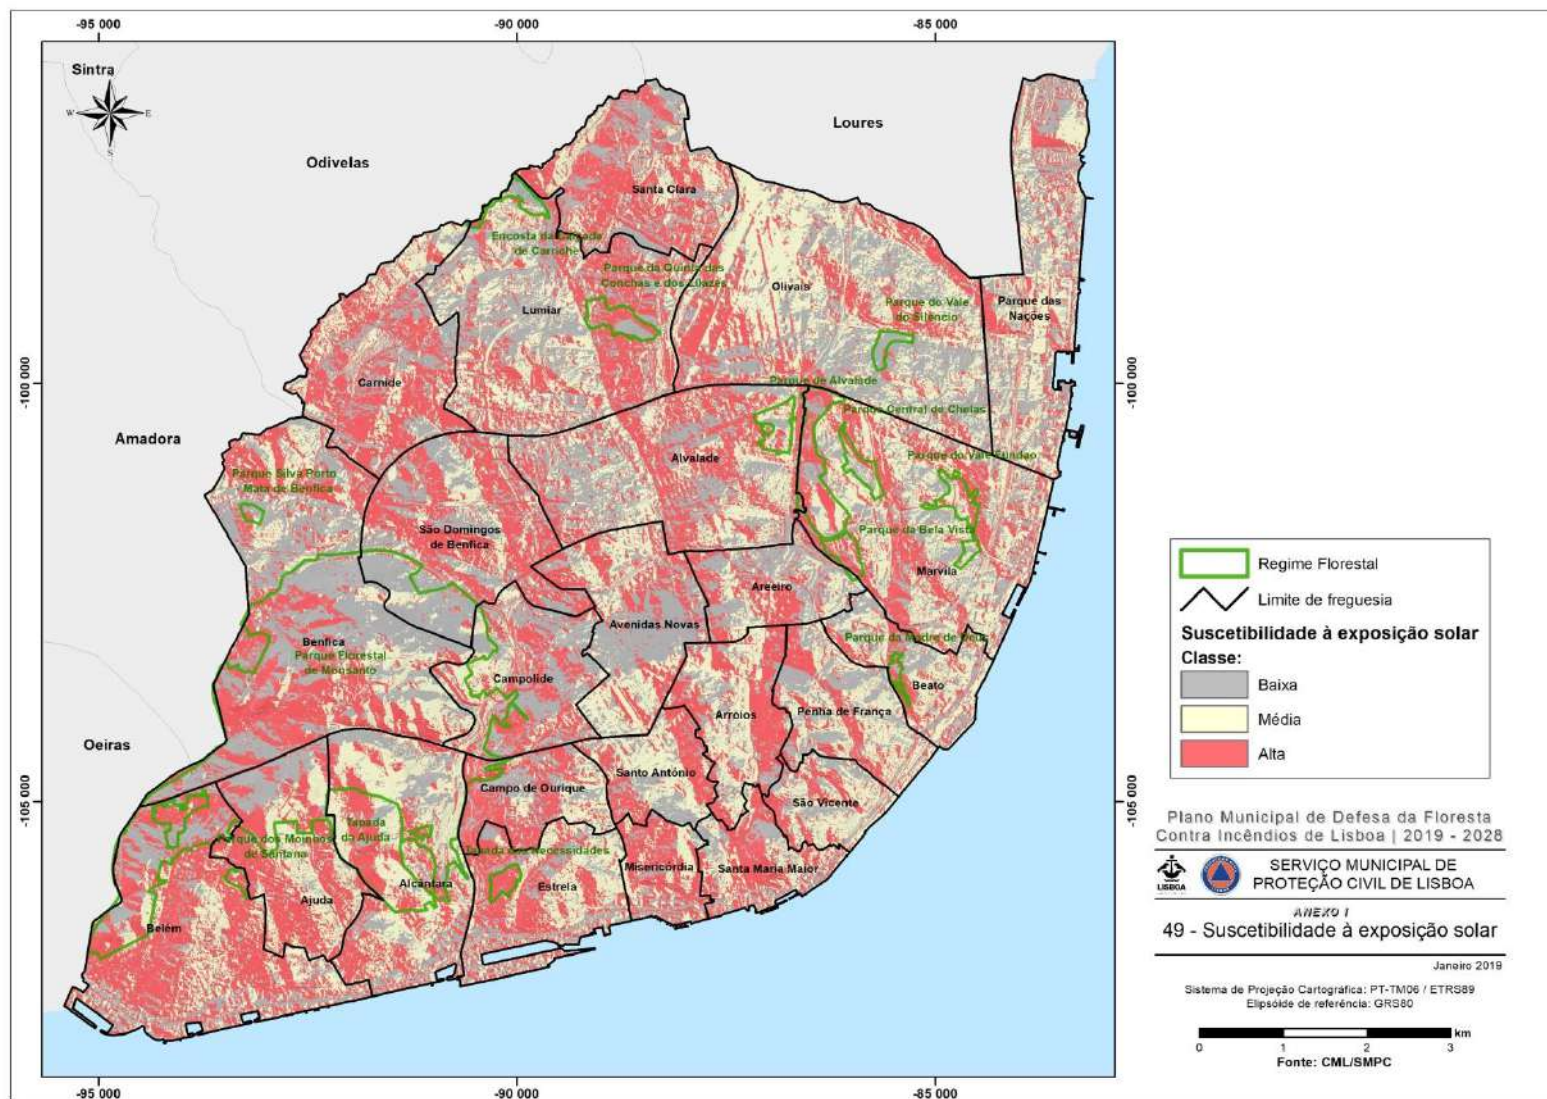 -95 000
-90 000
-85 000
Sintra
N
W
E
S
Loures
Odivelas
Santa Clara
Encosta da Calçada
de Carriche
Parque da Quinta das
Conchas e dos Lilazes
Olivais
Parque do Vale
do Silêncio
Parque das
Nações
Lumiar
-100 000
-100 000
Carnide
Parque de Alvalade
Parque Central de Chelas
Amadora
Alvalade
Parque do Vale Fundão
Parque Silva Porto
Mata de Benfica
São Domingos
de Benfica
Parque da Bela Vista
Marvila
Areeiro
Avenidas Novas
Benfica
Parque Florestal
de Monsanto
Parque da Madre de Deus
Campolide
Beato
Arroios
Penha de França
Oeiras
Santo António
Campo de Ourique
São Vicente
-105 000
-105 000
Tapada
da Ajuda
Parque dos Moinhos
de Santana
Tapada das Necessidades
Misericórdia
Santa Maria Maior
Alcântara
Estrela
Ajuda
Belém
-95 000
-90 000
-85 000
Regime Florestal
Limite de freguesia
Suscetibilidade à exposição solar
Classe:
Baixa
Média
Alta
Plano Municipal de Defesa da Floresta
Contra Incêndios de Lisboa | 2019 - 2028
LISBOA
SERVIÇO MUNICIPAL DE
PROTEÇÃO CIVIL DE LISBOA
ANEXO I
49 - Suscetibilidade à exposição solar
Janeiro 2019
Sistema de Projeção Cartográfica: PT-TM06 / ETRS89
Elipsóide de referência: GRS80
km
0 1 2 3
Fonte: CML/SMPC